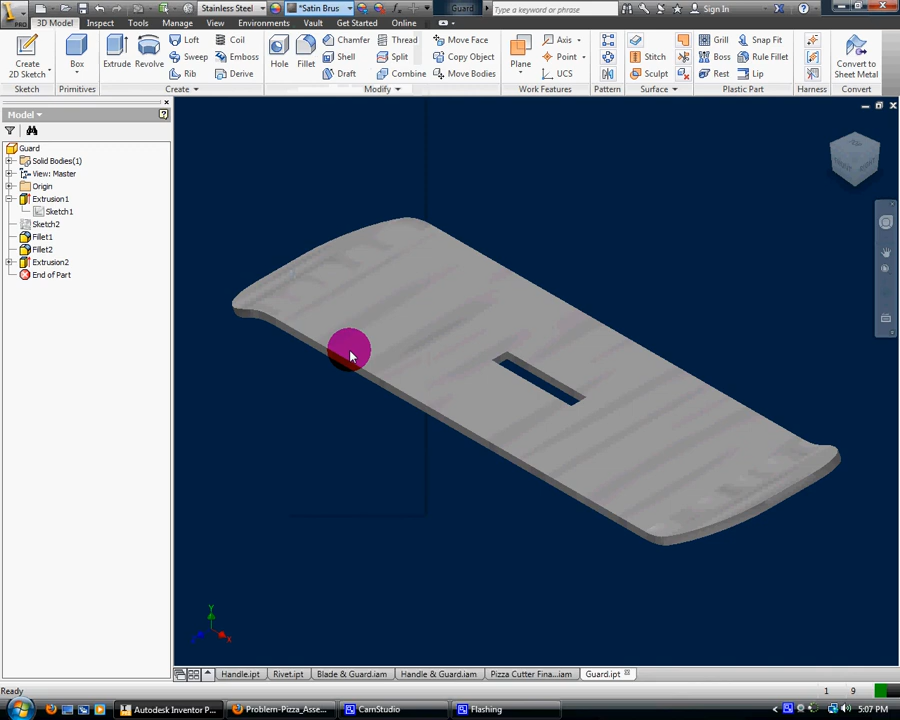 Stainless Steel *Satin Brus Guard Type a keyword or phrase Sign In
PRO 3D Model Inspect Tools Manage View Environments Vault Get Started Online
Create 2D Sketch Box Extrude Revolve Loft Coil Hole Fillet Chamfer Thread Move Face Plane Axis Grill Snap Fit Convert to Sheet Metal
Sweep Emboss Shell Split Copy Object Point Stitch Boss Rule Fillet
Rib Derive Draft Combine Move Bodies UCS Sculpt Rest Lip
Sketch Primitives Create Modify Work Features Pattern Surface Plastic Part Harness Convert
Model
Guard
Solid Bodies(1)
View: Master
Origin
Extrusion1
Sketch1
Sketch2
Fillet1
Fillet2
Extrusion2
End of Part
Y
X
Handle.ipt Rivet.ipt Blade & Guard.iam Handle & Guard.iam Pizza Cutter Fina...iam Guard.ipt
Ready 1 9
Autodesk Inventor P... Problem-Pizza_Asse... CamStudio Flashing 5:07 PM